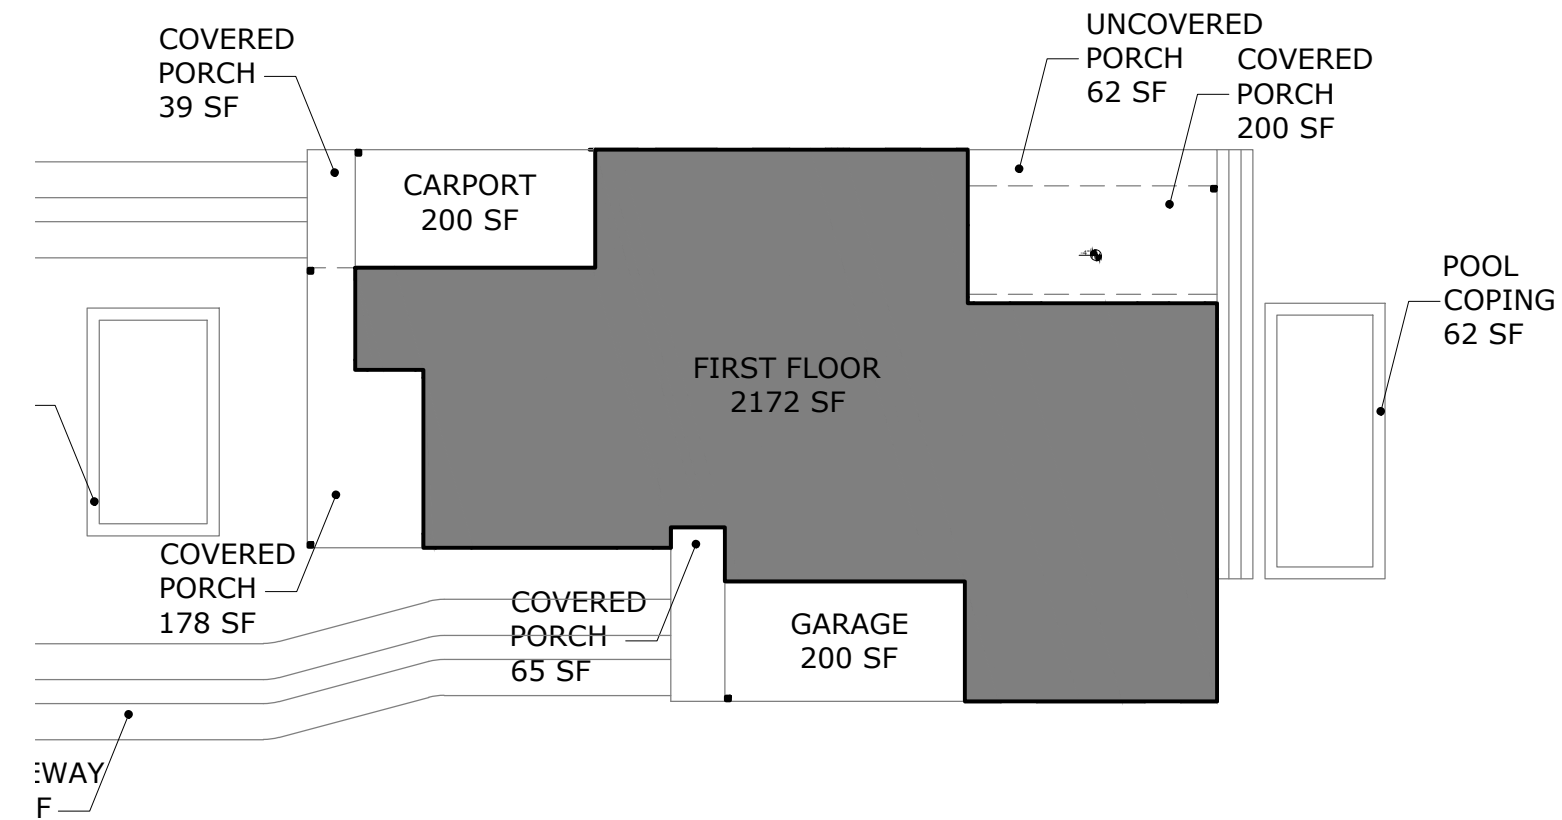 COVERED
PORCH
39 SF
UNCOVERED
PORCH
62 SF
COVERED
PORCH
200 SF
CARPORT
200 SF
POOL
COPING
62 SF
FIRST FLOOR
2172 SF
COVERED
PORCH
178 SF
COVERED
PORCH
65 SF
GARAGE
200 SF
EWAY
F